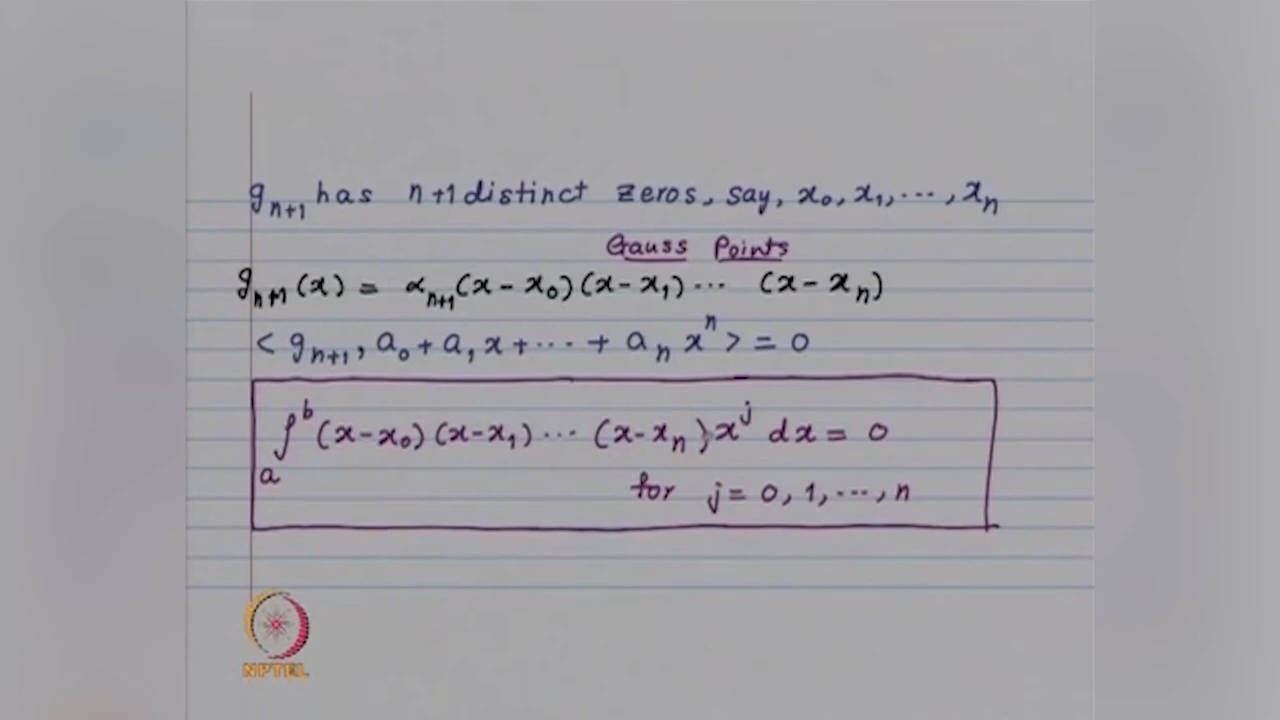 g_{n+1} has n+1 distinct zeros, say, x_0, x_1, ..., x_n
Gauss Points
g_{n+1}(x) = α_{n+1}(x - x_0)(x - x_1) ... (x - x_n)
< g_{n+1}, a_0 + a_1 x + ... + a_n x^n > = 0
∫_a^b (x - x_0)(x - x_1) ... (x - x_n) x^j dx = 0
for j = 0, 1, ..., n
NPTEL